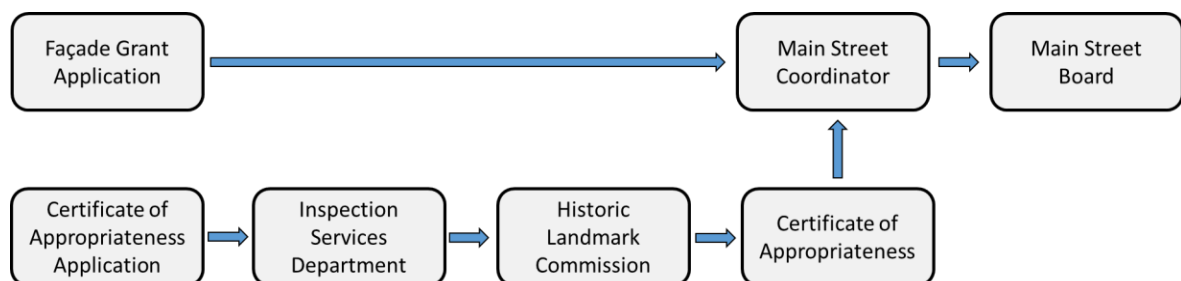 Façade Grant
Application
Main Street
Coordinator
Main Street
Board
Certificate of
Appropriateness
Application
Inspection
Services
Department
Historic
Landmark
Commission
Certificate of
Appropriateness